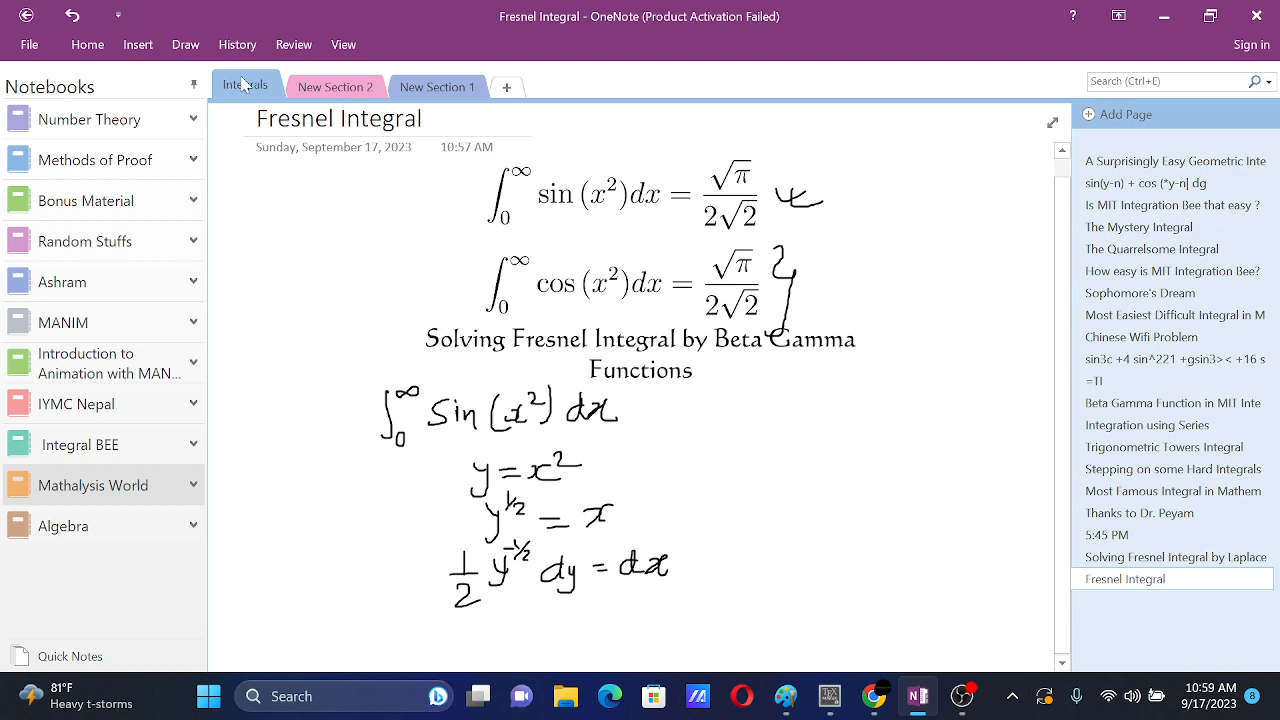 Fresnel Integral - OneNote (Product Activation Failed)
?
File Home Insert Draw History Review View
Sign in
Notebooks
Integrals New Section 2 New Section 1 +
Search (Ctrl+E)
Number Theory
Methods of Proof
Bonus Material
Random Stuffs
Ashram
MANIM
Introduction to
Animation with MAN...
IYMC Nepal
Integral BEE
Mathalysis World
Algebra
Quick Notes
Fresnel Integral
Sunday, September 17, 2023 10:57 AM
∫₀^∞ sin (x²)dx = √π / 2√2
∫₀^∞ cos (x²)dx = √π / 2√2
Solving Fresnel Integral by Beta Gamma
Functions
∫₀^∞ Sin (x²) dx
y = x²
y^1/2 = x
1/2 y^-1/2 dy = dx
Add Page
A Surprisingly Easy Geometric Inte
sin(y-n) + cos (*y-n| dg
Is MIT Integration Bee that easy ?
The Mystery Integral
The Quarrelsome Integral
How easy is MIT Integration Bee?
Sophomore's Dream
Most Easiest Difficult Integral in M
Chinese Problem
sin3c +4 sin^221 +gsin3>< +16 s
=TI
Beta Gamma Function in MIT Inte
Integration using Series
Trigonometric Towers Integral
Stepping on some Hard Integrals
Most Famous Integral in Mathem
Thanks to Dr. Peyam
5:45 PM
Solving Fresnel Integral by Laplace
Fresnel Integral
81°F
Heavy t-storms
Search
10:59 AM
9/17/2023
8